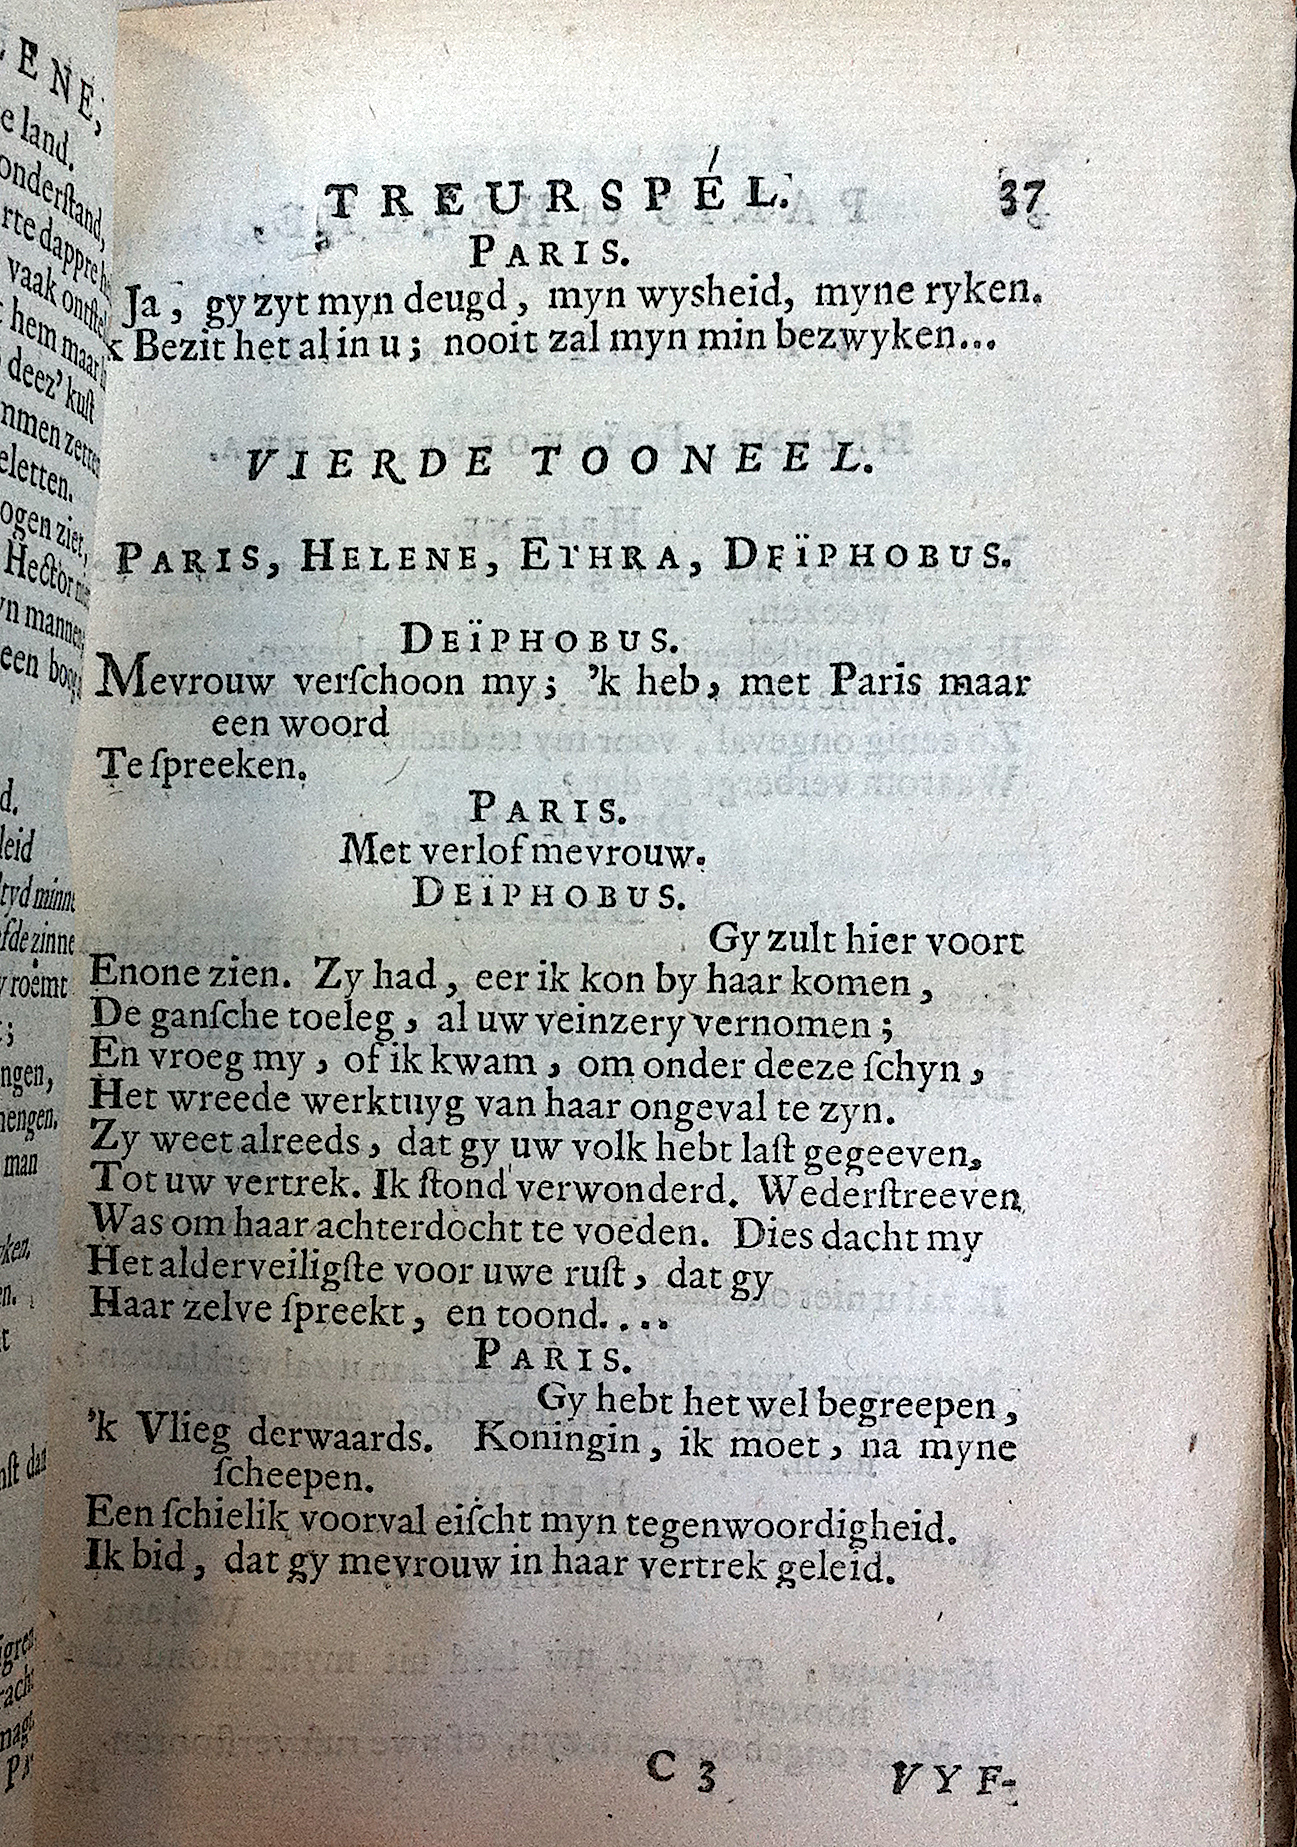 TREURSPÉL. 37
PARIS.
Ja, gy zyt myn deugd, myn wysheid, myne ryken.
k Bezit het al in u; nooit zal myn min bezwyken...
VIERDE TOONEEL.
PARIS, HELENE, ETHRA, DEÏPHOBUS.
DEÏPHOBUS.
Mevrouw verſchoon my; 'k heb, met Paris maar
een woord
Te ſpreeken.
PARIS.
Met verlof mevrouw.
DEÏPHOBUS.
Gy zult hier voort
Enone zien. Zy had, eer ik kon by haar komen,
De ganſche toeleg, al uw veinzery vernomen;
En vroeg my, of ik kwam, om onder deeze ſchyn,
Het wreede werktuyg van haar ongeval te zyn.
Zy weet alreeds, dat gy uw volk hebt laſt gegeeven,
Tot uw vertrek. Ik ſtond verwonderd. Wederſtreeven
Was om haar achterdocht te voeden. Dies dacht my
Het alderveiligſte voor uwe ruſt, dat gy
Haar zelve ſpreekt, en toond....
PARIS.
Gy hebt het wel begreepen,
'k Vlieg derwaards. Koningin, ik moet, na myne
ſcheepen.
Een ſchielik voorval eiſcht myn tegenwoordigheid.
Ik bid, dat gy mevrouw in haar vertrek geleid.
C 3 VYF-